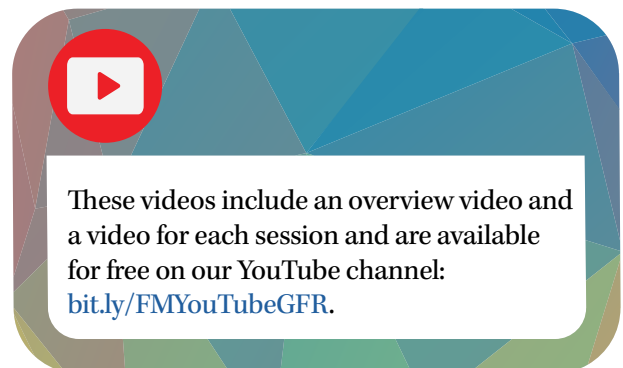 These videos include an overview video and
a video for each session and are available
for free on our YouTube channel:
bit.ly/FMYouTubeGFR.